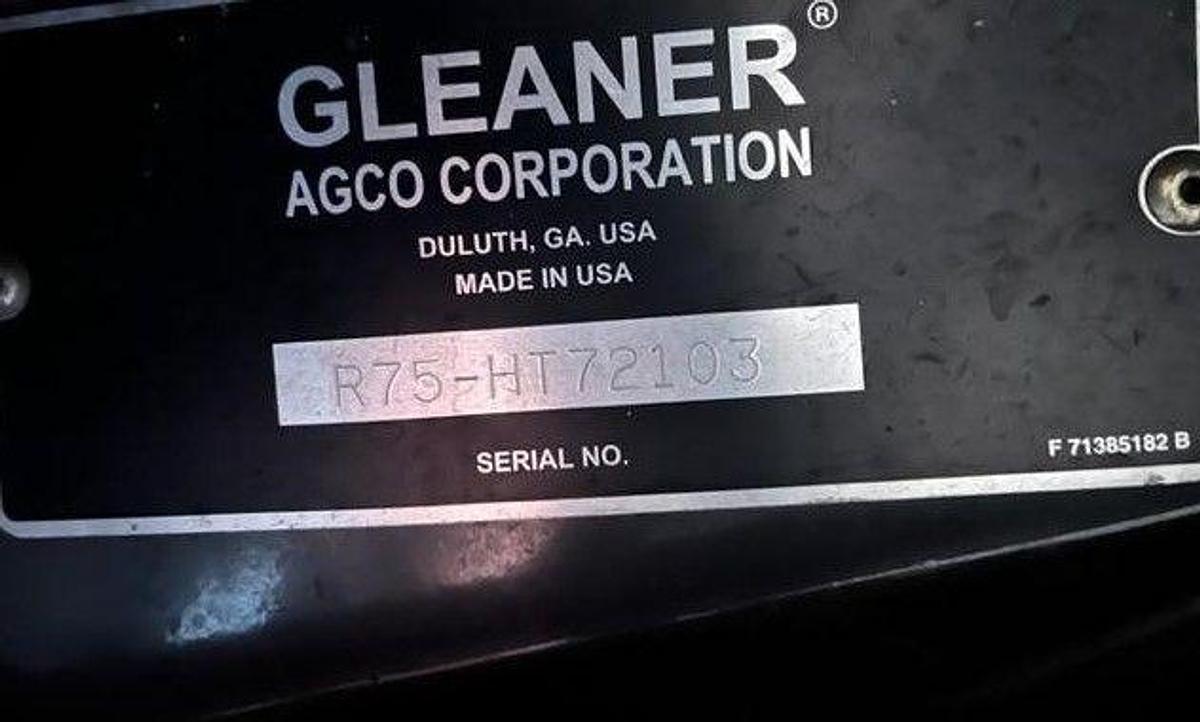 GLEANER®
AGCO CORPORATION
DULUTH, GA. USA
MADE IN USA
R75-HT72103
SERIAL NO.
F 71385182 B